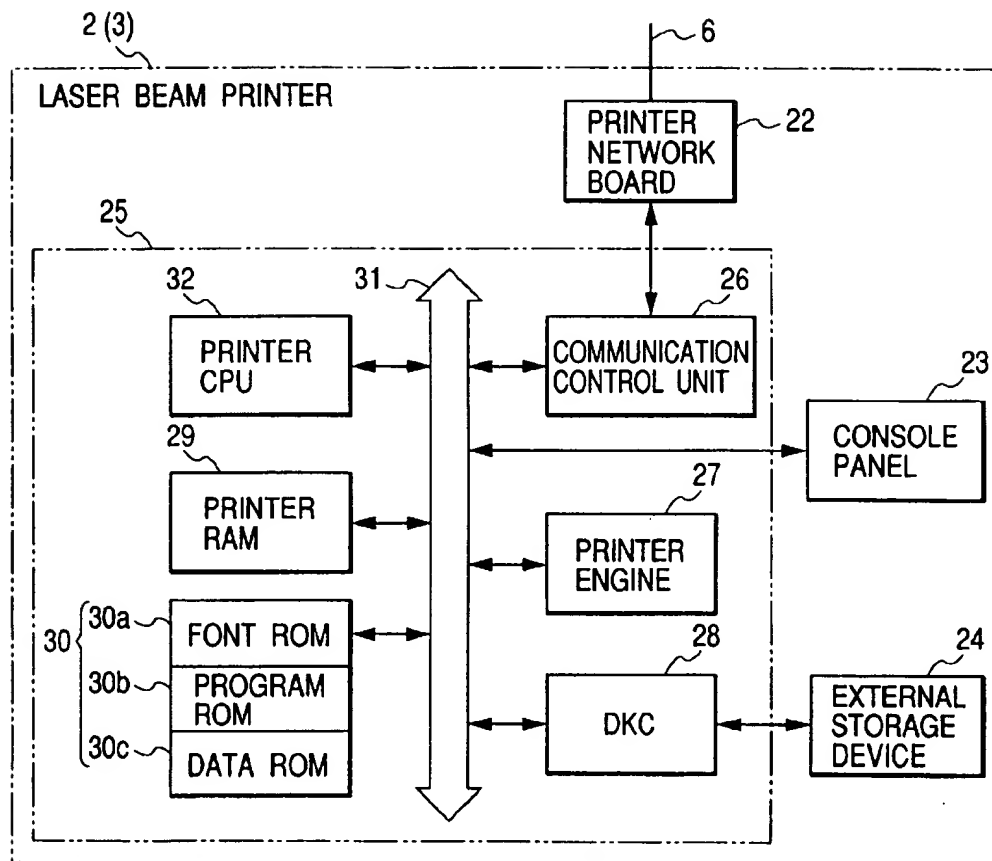 2 (3)
6
LASER BEAM PRINTER
PRINTER
NETWORK
BOARD
22
25
32
31
26
PRINTER
CPU
COMMUNICATION
CONTROL UNIT
23
CONSOLE
PANEL
29
PRINTER
RAM
27
PRINTER
ENGINE
30
30a
FONT ROM
30b
PROGRAM
ROM
30c
DATA ROM
28
DKC
24
EXTERNAL
STORAGE
DEVICE